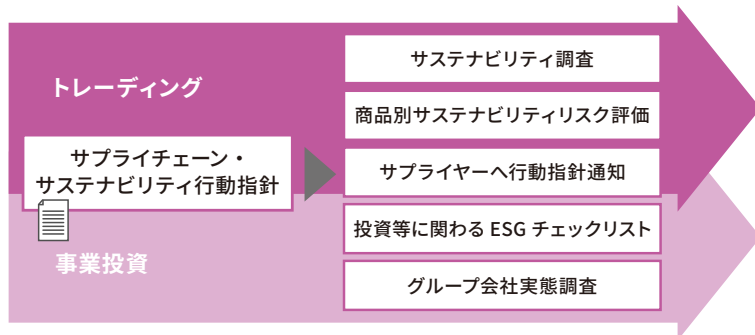 トレーディング
サプライチェーン・
サステナビリティ行動指針
事業投資
サステナビリティ調査
商品別サステナビリティリスク評価
サプライヤーへ行動指針通知
投資等に関わる ESG チェックリスト
グループ会社実態調査